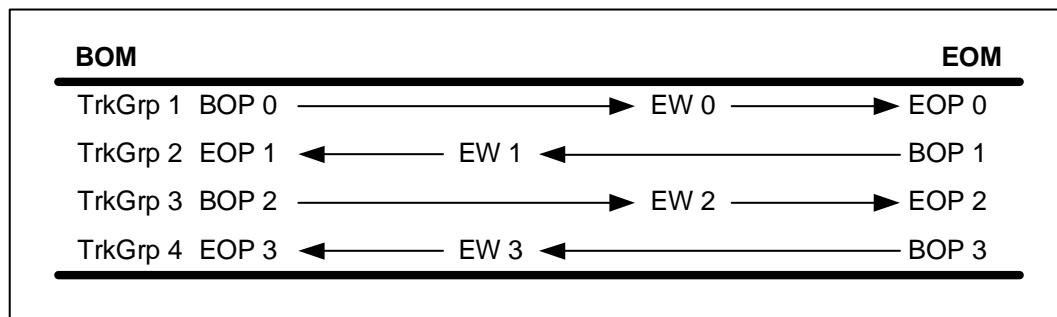 BOM EOM
TrkGrp 1 BOP 0 EW 0 EOP 0
TrkGrp 2 EOP 1 EW 1 BOP 1
TrkGrp 3 BOP 2 EW 2 EOP 2
TrkGrp 4 EOP 3 EW 3 BOP 3